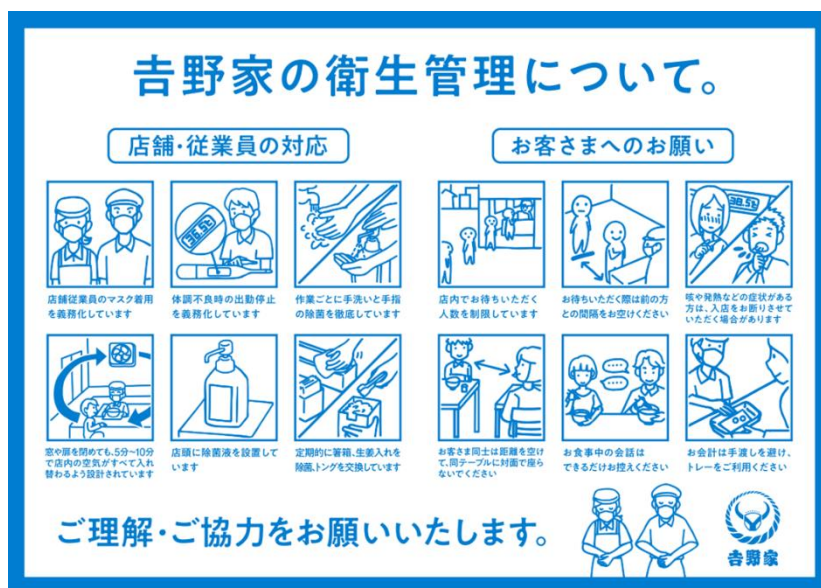 𠮷野家の衛生管理について。
店舗・従業員の対応
店舗従業員のマスク着用
を義務化しています
体調不良時の出勤停止
を義務化しています
36.5℃
作業ごとに手洗いと手指
の除菌を徹底しています
窓や扉を閉めても、5分~10分
で店内の空気がすべて入れ
替わるよう設計されています
店頭に除菌液を設置して
います
定期的に箸箱、生姜入れを
除菌、トングを交換しています
お客さまへのお願い
店内でお待ちいただく
人数を制限しています
お待ちいただく際は前の方
との間隔をお空けください
38.5℃
咳や発熱などの症状がある
方は、入店をお断りさせて
いただく場合があります
お客さま同士は距離を空け
て、同テーブルに対面で座ら
ないでください
お食事中の会話は
できるだけお控えください
お会計は手渡しを避け、
トレーをご利用ください
ご理解・ご協力をお願いいたします。
𠮷野家